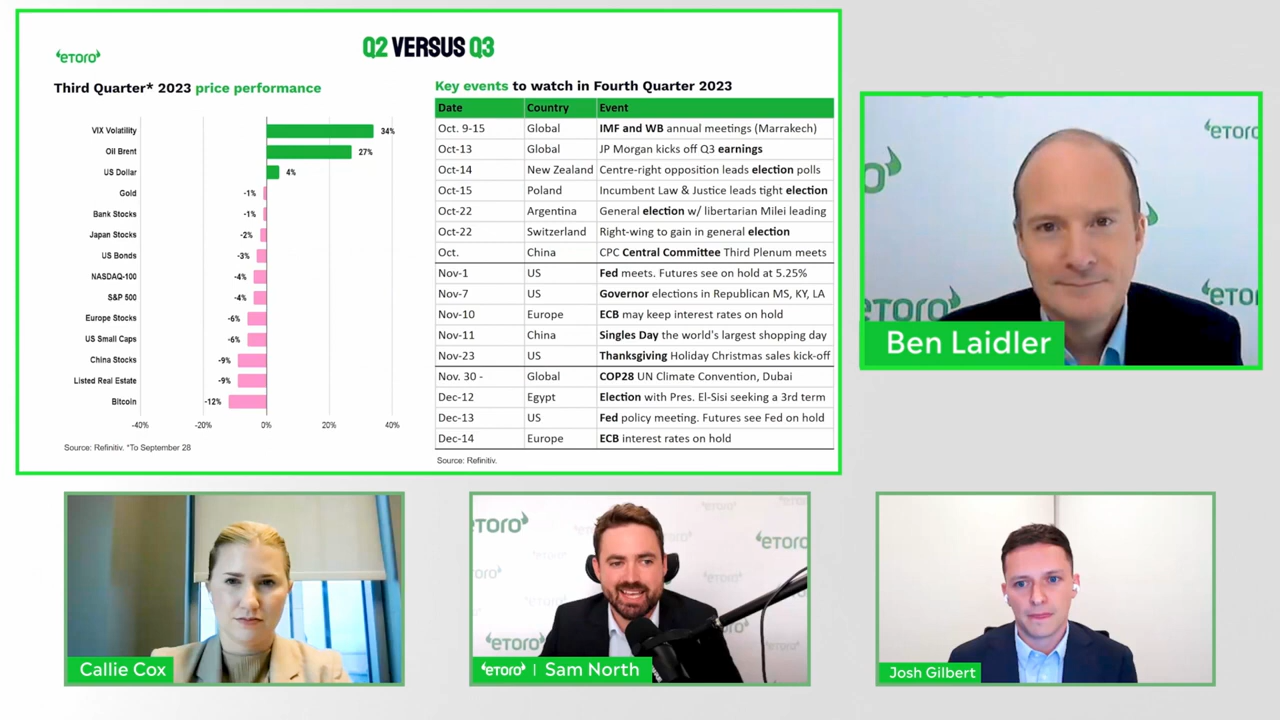 Q2 VERSUS Q3
eTORO
Third Quarter* 2023 price performance
VIX Volatility 34%
Oil Brent 27%
US Dollar 4%
Gold -1%
Bank Stocks -1%
Japan Stocks -2%
US Bonds -3%
NASDAQ-100 -4%
S&P 500 -4%
Europe Stocks -6%
US Small Caps -6%
China Stocks -9%
Listed Real Estate -9%
Bitcoin -12%
-40% -20% 0% 20% 40%
Source: Refinitiv. *To September 28
Key events to watch in Fourth Quarter 2023
Date Country Event
Oct. 9-15 Global IMF and WB annual meetings (Marrakech)
Oct-13 Global JP Morgan kicks off Q3 earnings
Oct-14 New Zealand Centre-right opposition leads election polls
Oct-15 Poland Incumbent Law & Justice leads tight election
Oct-22 Argentina General election w/ libertarian Milei leading
Oct-22 Switzerland Right-wing to gain in general election
Oct. China CPC Central Committee Third Plenum meets
Nov-1 US Fed meets. Futures see on hold at 5.25%
Nov-7 US Governor elections in Republican MS, KY, LA
Nov-10 Europe ECB may keep interest rates on hold
Nov-11 China Singles Day the world's largest shopping day
Nov-23 US Thanksgiving Holiday Christmas sales kick-off
Nov. 30 - Global COP28 UN Climate Convention, Dubai
Dec-12 Egypt Election with Pres. El-Sisi seeking a 3rd term
Dec-13 US Fed policy meeting. Futures see Fed on hold
Dec-14 Europe ECB interest rates on hold
Source: Refinitiv.
eTORO
eTORO
eTORO
Ben Laidler
Callie Cox
eTORO
eTORO
eTORO
eTORO | Sam North
Josh Gilbert